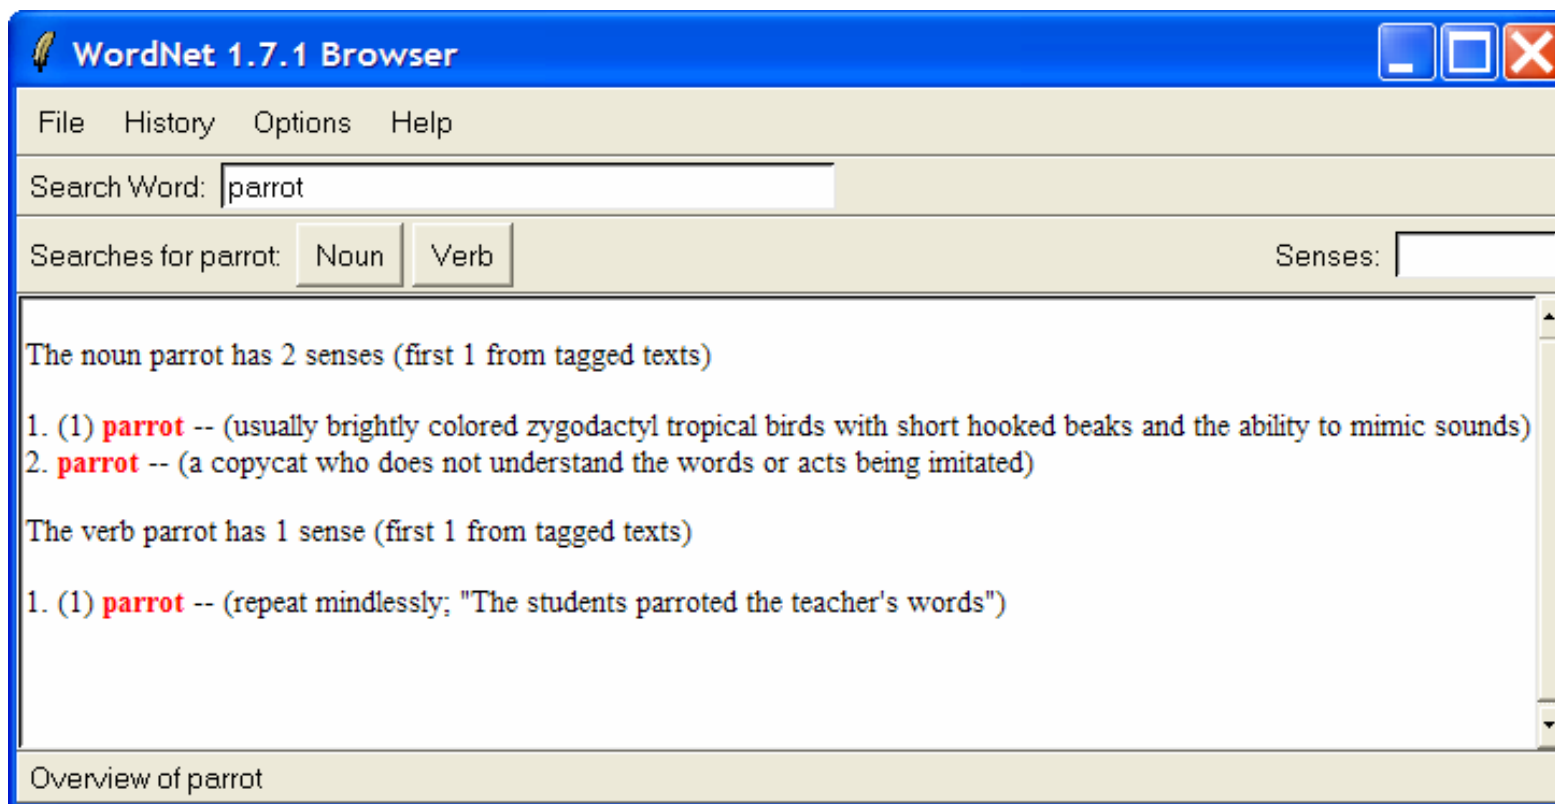 WordNet 1.7.1 Browser
File History Options Help
Search Word: parrot
Searches for parrot: Noun Verb Senses:
The noun parrot has 2 senses (first 1 from tagged texts)
1. (1) parrot -- (usually brightly colored zygodactyl tropical birds with short hooked beaks and the ability to mimic sounds)
2. parrot -- (a copycat who does not understand the words or acts being imitated)
The verb parrot has 1 sense (first 1 from tagged texts)
1. (1) parrot -- (repeat mindlessly; "The students parroted the teacher's words")
Overview of parrot